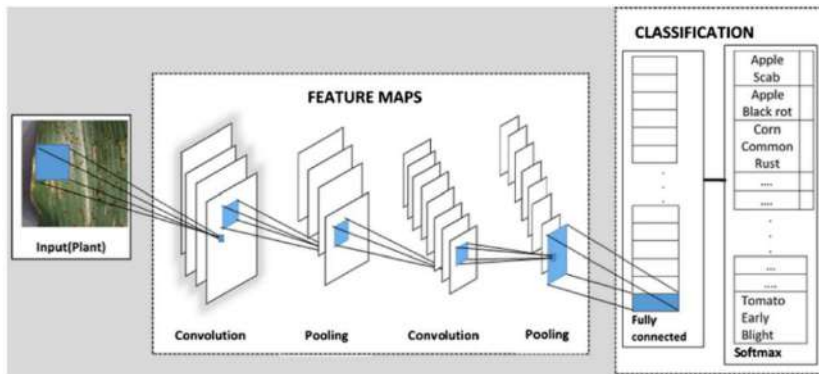 CLASSIFICATION
FEATURE MAPS
Input(Plant)
Convolution
Pooling
Convolution
Pooling
Fully
connected
Apple
Scab
Apple
Black rot
Corn
Common
Rust
....
....
...
....
Tomato
Early
Blight
Softmax